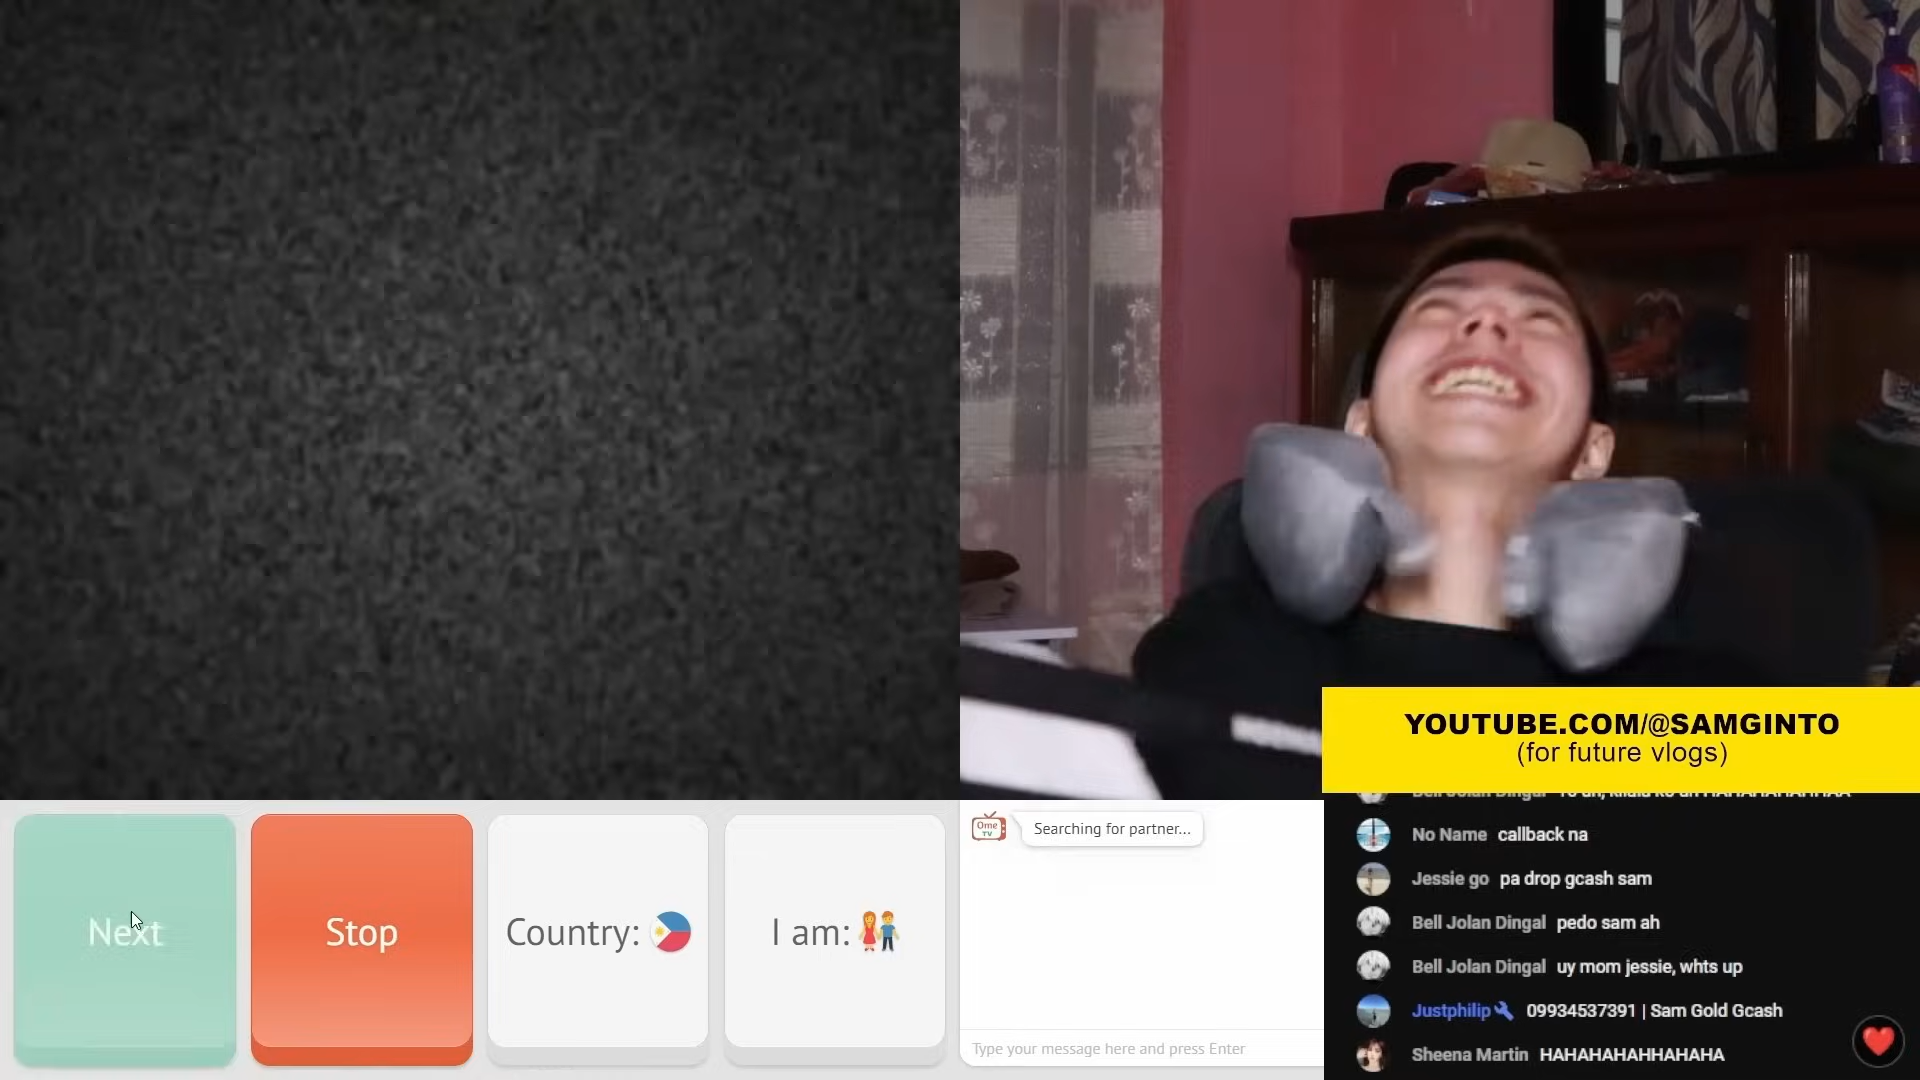 YOUTUBE.COM/@SAMGINTO
(for future vlogs)
Next
Stop
Country:
I am:
Ome
TV
Searching for partner...
Type your message here and press Enter
No Name callback na
Jessie go pa drop gcash sam
Bell Jolan Dingal pedo sam ah
Bell Jolan Dingal uy mom jessie, whts up
Justphilip 09934537391 | Sam Gold Gcash
Sheena Martin HAHAHAHAHHAHAHA